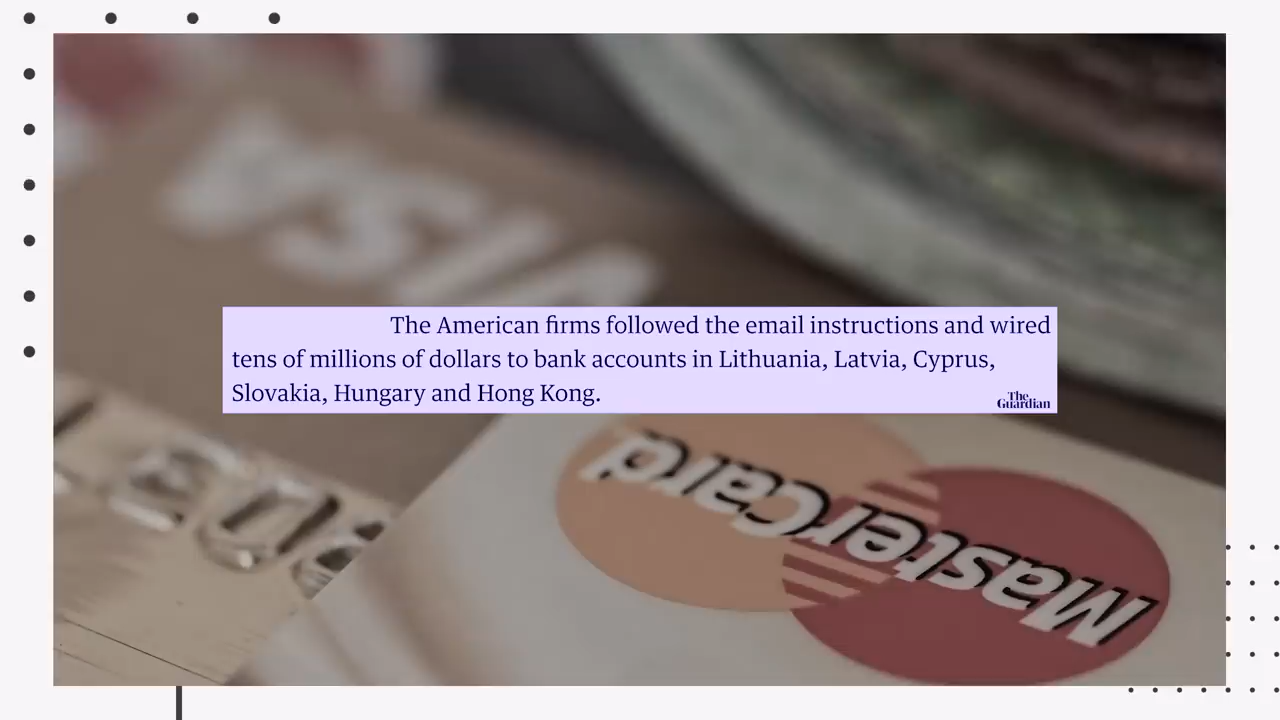 VISA
The American firms followed the email instructions and wired
tens of millions of dollars to bank accounts in Lithuania, Latvia, Cyprus,
Slovakia, Hungary and Hong Kong.
The
Guardian
MasterCard